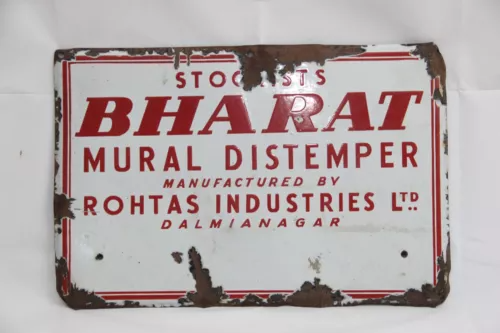 STOCKISTS
BHARAT
MURAL DISTEMPER
MANUFACTURED BY
ROHTAS INDUSTRIES LTD.
DALMIANAGAR